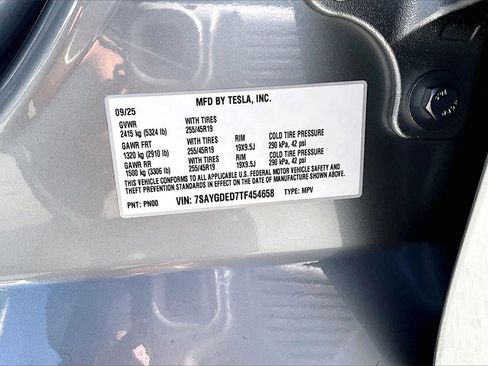 MFD BY TESLA, INC.
09/25
GVWR WITH TIRES
2415 kg (5324 lb) 255/45R19
GAWR FRT WITH TIRES RIM COLD TIRE PRESSURE
1320 kg (2910 lb) 255/45R19 19X9.5J 290 kPa, 42 psi
GAWR RR WITH TIRES RIM COLD TIRE PRESSURE
1500 kg (3306 lb) 255/45R19 19X9.5J 290 kPa, 42 psi
THIS VEHICLE CONFORMS TO ALL APPLICABLE U.S. FEDERAL MOTOR VEHICLE SAFETY AND
THEFT PREVENTION STANDARDS IN EFFECT ON THE DATE OF MANUFACTURE SHOWN ABOVE.
PNT: PN00 VIN: 7SAYGDED7TF454658 TYPE: MPV